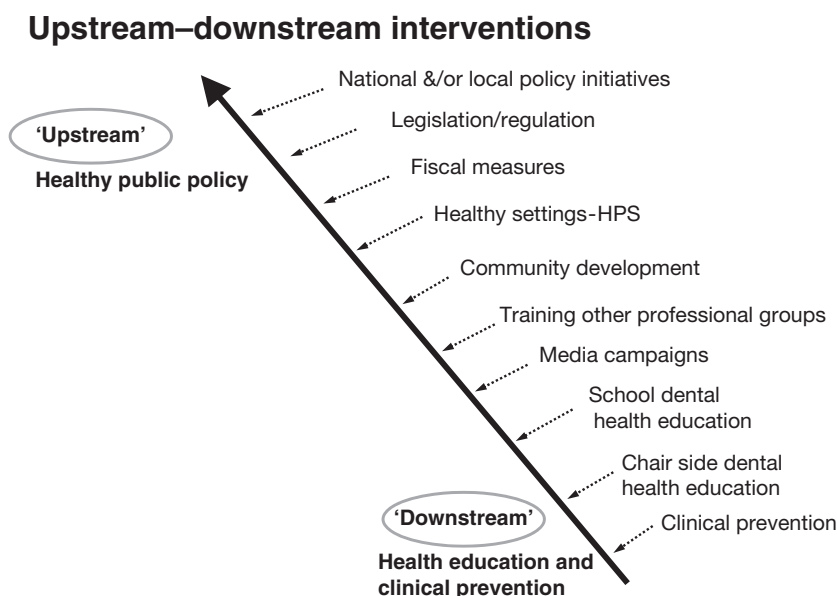 Upstream–downstream interventions
National &/or local policy initiatives
Legislation/regulation
‘Upstream’
Healthy public policy
Fiscal measures
Healthy settings-HPS
Community development
Training other professional groups
Media campaigns
School dental
health education
Chair side dental
health education
‘Downstream’
Clinical prevention
Health education and
clinical prevention